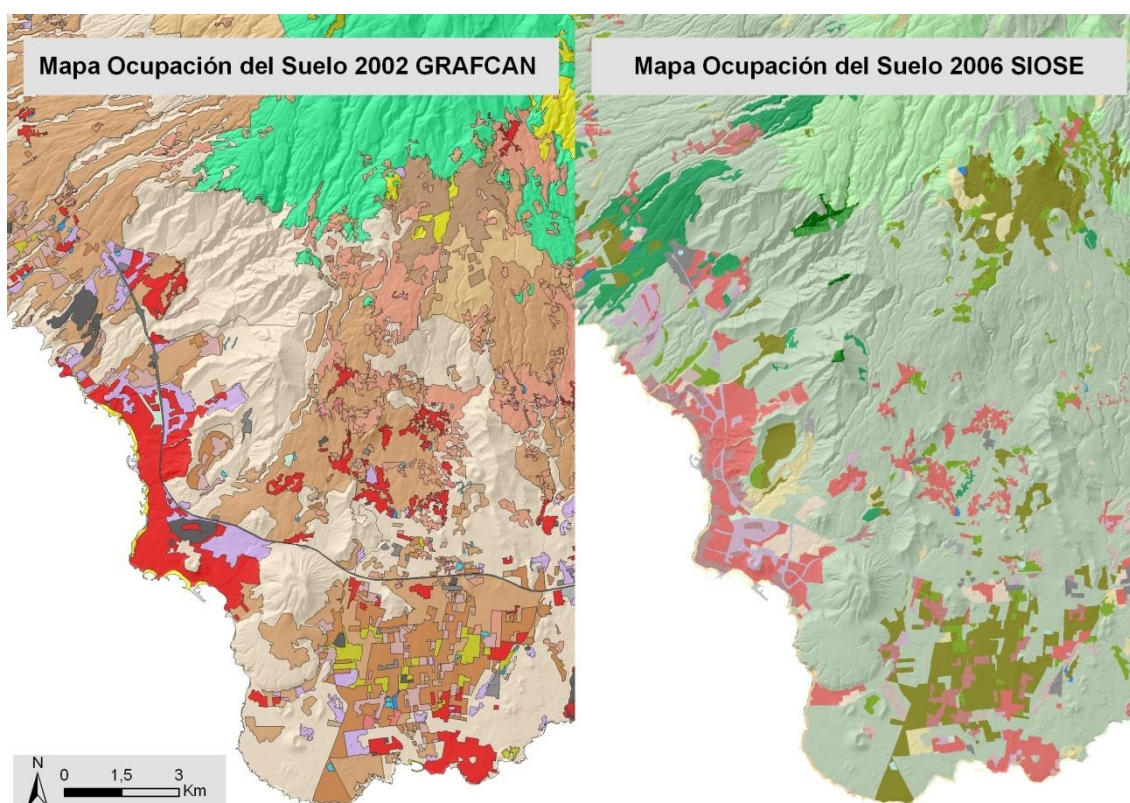 Mapa Ocupación del Suelo 2002 GRAFCAN
Mapa Ocupación del Suelo 2006 SIOSE
N
0 1,5 3
Km